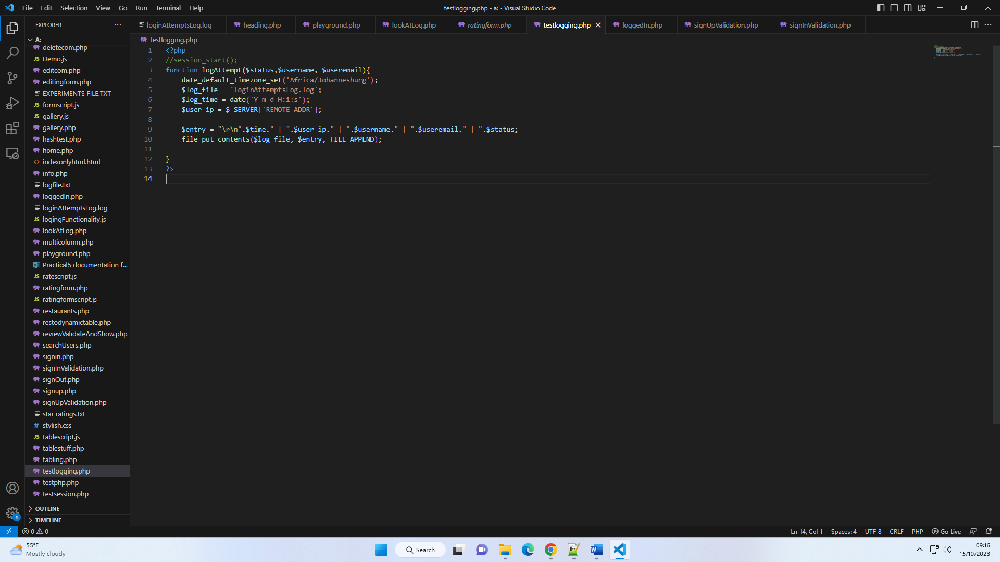 File Edit Selection View Go Run Terminal Help
testlogging.php - a: - Visual Studio Code
EXPLORER
loginAttemptsLog.log heading.php playground.php lookAtLog.php ratingform.php testlogging.php loggedIn.php signUpValidation.php signInValidation.php
A:
deletecom.php
Demo.js
editcom.php
editingform.php
EXPERIMENTS FILE.TXT
formscript.js
gallery.js
gallery.php
hashtest.php
home.php
indexonlyhtml.html
info.php
logfile.txt
loggedIn.php
loginAttemptsLog.log
logingFunctionality.js
lookAtLog.php
multicolumn.php
playground.php
Practical5 documentation f...
ratescript.js
ratingform.php
ratingformscript.js
restaurants.php
restodynamictable.php
reviewValidateAndShow.php
searchUsers.php
signin.php
signInValidation.php
signOut.php
signup.php
signUpValidation.php
star ratings.txt
stylish.css
tablescript.js
tablestuff.php
tabling.php
testlogging.php
testphp.php
testsession.php
OUTLINE
TIMELINE
testlogging.php
1 <?php
2 //session_start();
3 function logAttempt($status,$username, $useremail){
4 date_default_timezone_set('Africa/Johannesburg');
5 $log_file = 'loginAttemptsLog.log';
6 $log_time = date('Y-m-d H:i:s');
7 $user_ip = $_SERVER['REMOTE_ADDR'];
8
9 $entry = "\r\n".$time." | ".$user_ip." | ".$username." | ".$useremail." | ".$status;
10 file_put_contents($log_file, $entry, FILE_APPEND);
11
12 }
13 ?>
14
1
0 0
Ln 14, Col 1 Spaces: 4 UTF-8 CRLF PHP Go Live
55°F
Mostly cloudy
Search
09:16
15/10/2023